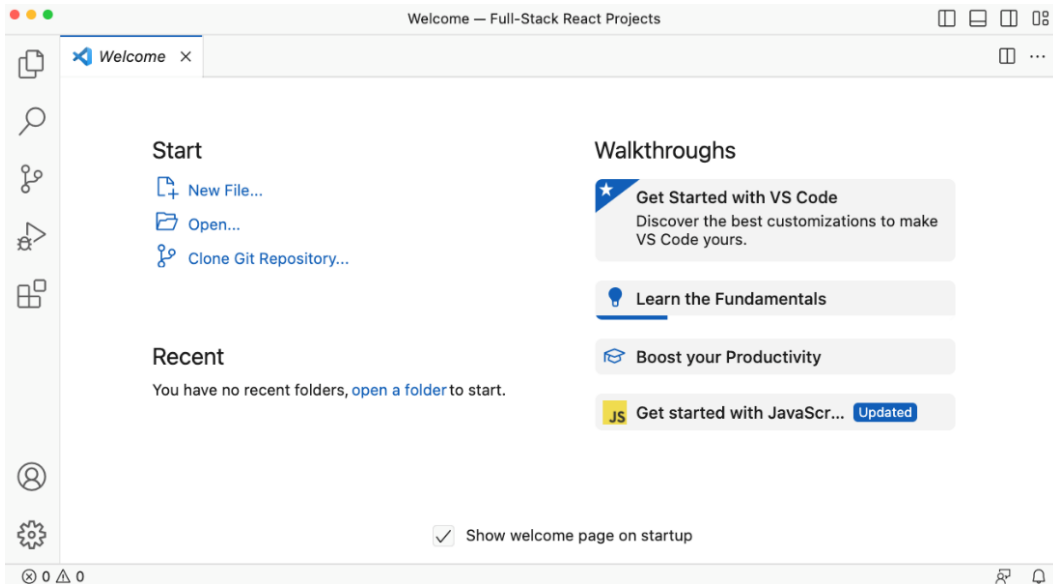 Welcome — Full-Stack React Projects
Welcome
Start
New File...
Open...
Clone Git Repository...
Recent
You have no recent folders, open a folder to start.
Walkthroughs
Get Started with VS Code
Discover the best customizations to make
VS Code yours.
Learn the Fundamentals
Boost your Productivity
JS Get started with JavaScr... Updated
Show welcome page on startup
0 0